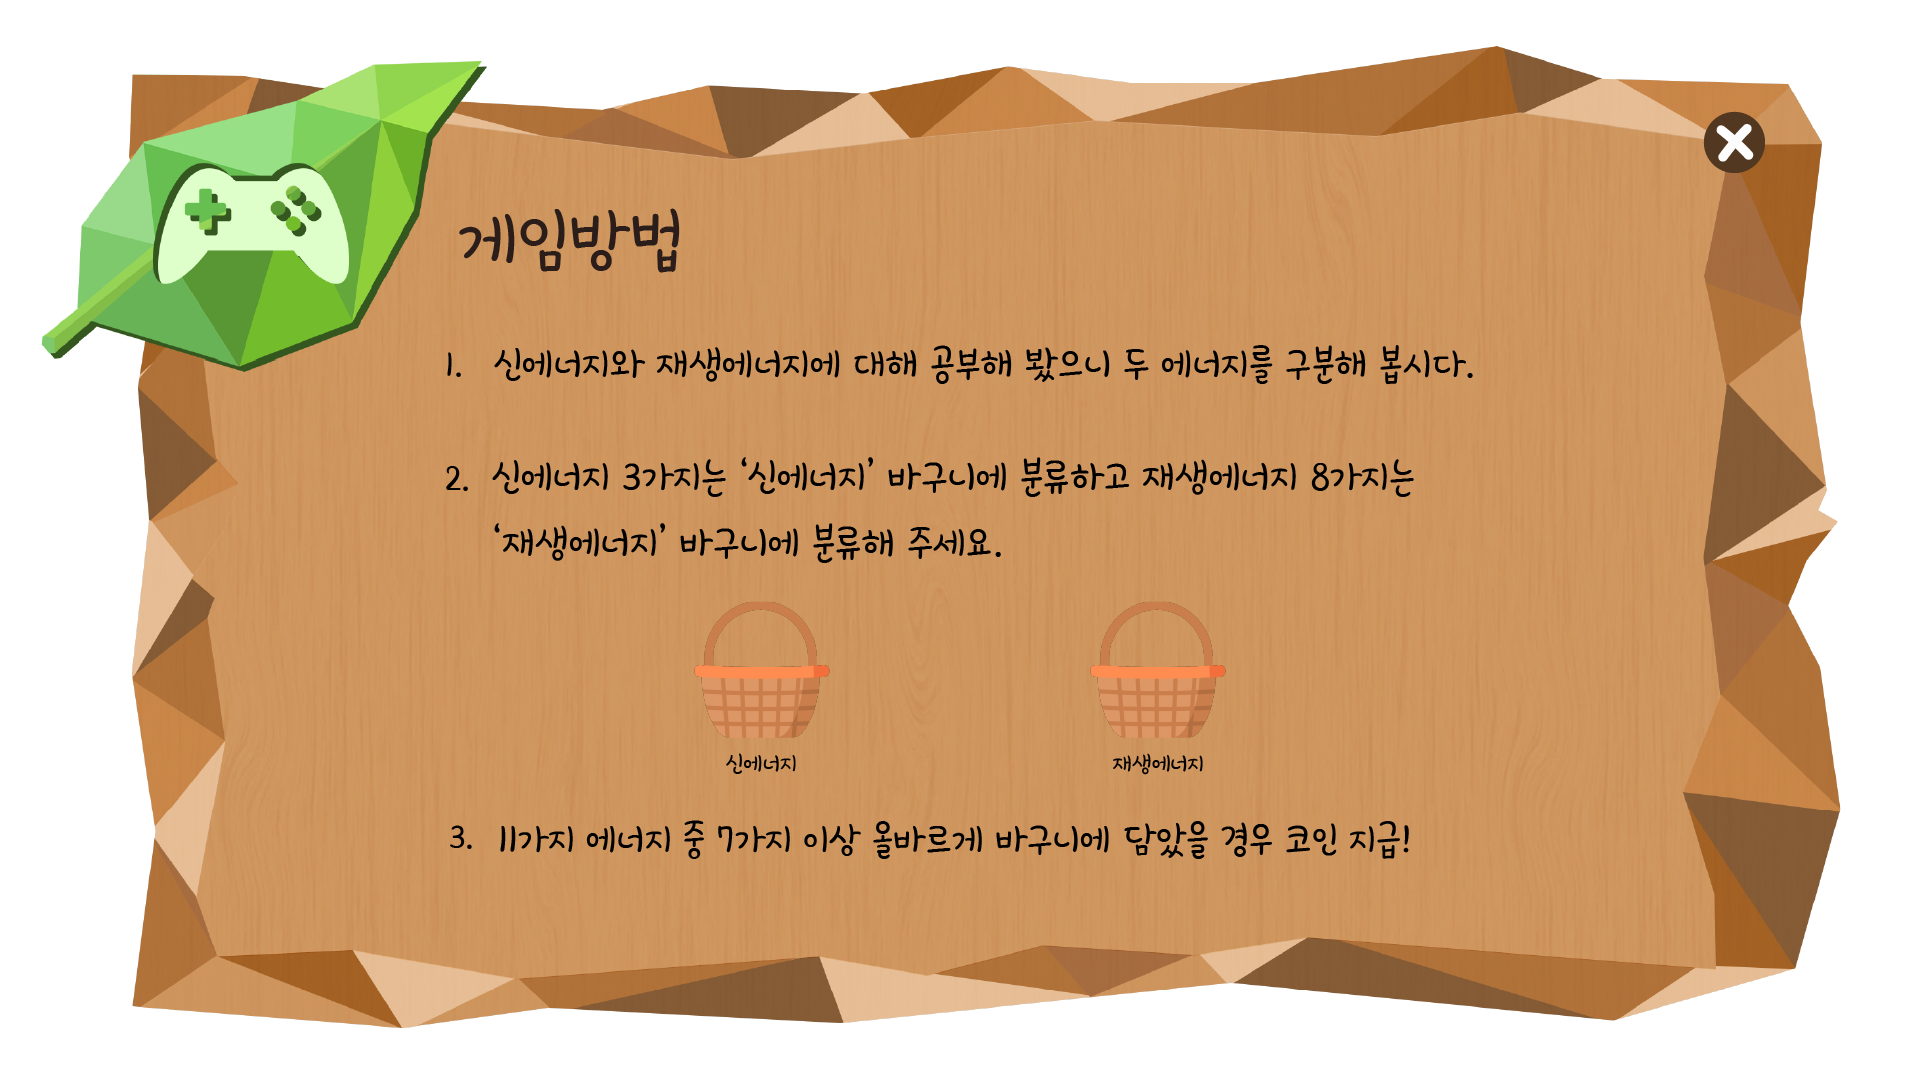 게임방법
1. 신에너지와 재생에너지에 대해 공부해 봤으니 두 에너지를 구분해 봅시다.
2. 신에너지 3가지는 ‘신에너지’ 바구니에 분류하고 재생에너지 8가지는
‘재생에너지’ 바구니에 분류해 주세요.
신에너지
재생에너지
3. 11가지 에너지 중 7가지 이상 올바르게 바구니에 담았을 경우 코인 지급!